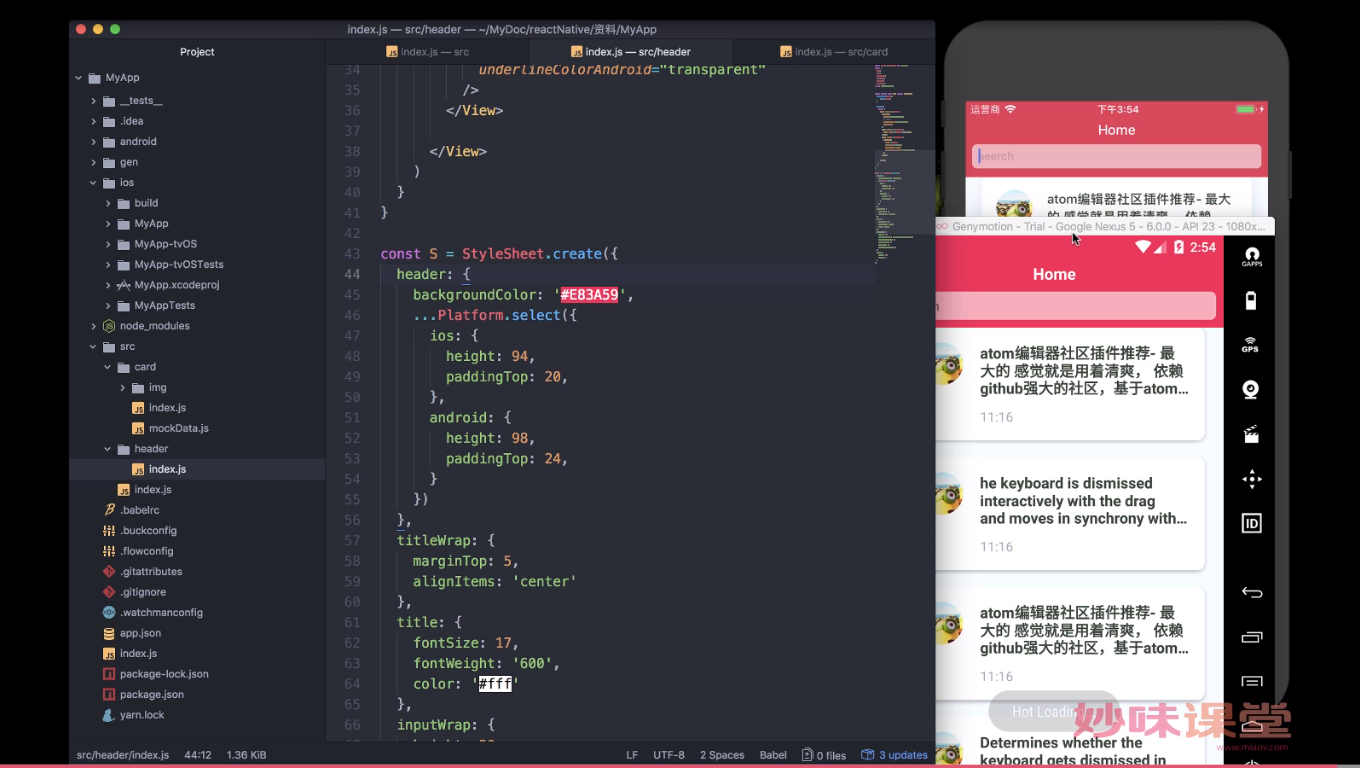 index.js — src/header — ~/MyDoc/reactNative/资料/MyApp
Project
index.js — src
index.js — src/header
index.js — src/card
MyApp
__tests__
.idea
android
gen
ios
build
MyApp
MyApp-tvOS
MyApp-tvOSTests
MyApp.xcodeproj
MyAppTests
node_modules
src
card
img
index.js
mockData.js
header
index.js
index.js
.babelrc
.buckconfig
.flowconfig
.gitattributes
.gitignore
.watchmanconfig
app.json
index.js
package-lock.json
package.json
yarn.lock
34 underlineColorAndroid="transparent"
35 />
36 </View>
37
38 </View>
39 )
40 }
41 }
42
43 const S = StyleSheet.create({
44 header: {
45 backgroundColor: '#E83A59',
46 ...Platform.select({
47 ios: {
48 height: 94,
49 paddingTop: 20,
50 },
51 android: {
52 height: 98,
53 paddingTop: 24,
54 }
55 })
56 },
57 titleWrap: {
58 marginTop: 5,
59 alignItems: 'center'
60 },
61 title: {
62 fontSize: 17,
63 fontWeight: '600',
64 color: '#fff'
65 },
66 inputWrap: {
src/header/index.js 44:12 1.36 KiB
LF UTF-8 2 Spaces Babel 0 files 3 updates
运营商 下午3:54
Home
seerch
atom编辑器社区插件推荐- 最大
的 感觉就是用着清爽， 依赖
Genymotion - Trial - Google Nexus 5 - 6.0.0 - API 23 - 1080x...
2:54
Home
atom编辑器社区插件推荐- 最
大的 感觉就是用着清爽， 依赖
github强大的社区，基于atom...
11:16
he keyboard is dismissed
interactively with the drag
and moves in synchrony with...
11:16
atom编辑器社区插件推荐- 最
大的 感觉就是用着清爽， 依赖
github强大的社区，基于atom...
11:16
Hot Loading
Determines whether the
keyboard gets dismissed in
GAPPS
GPS
ID
妙味课堂
www.miaov.com